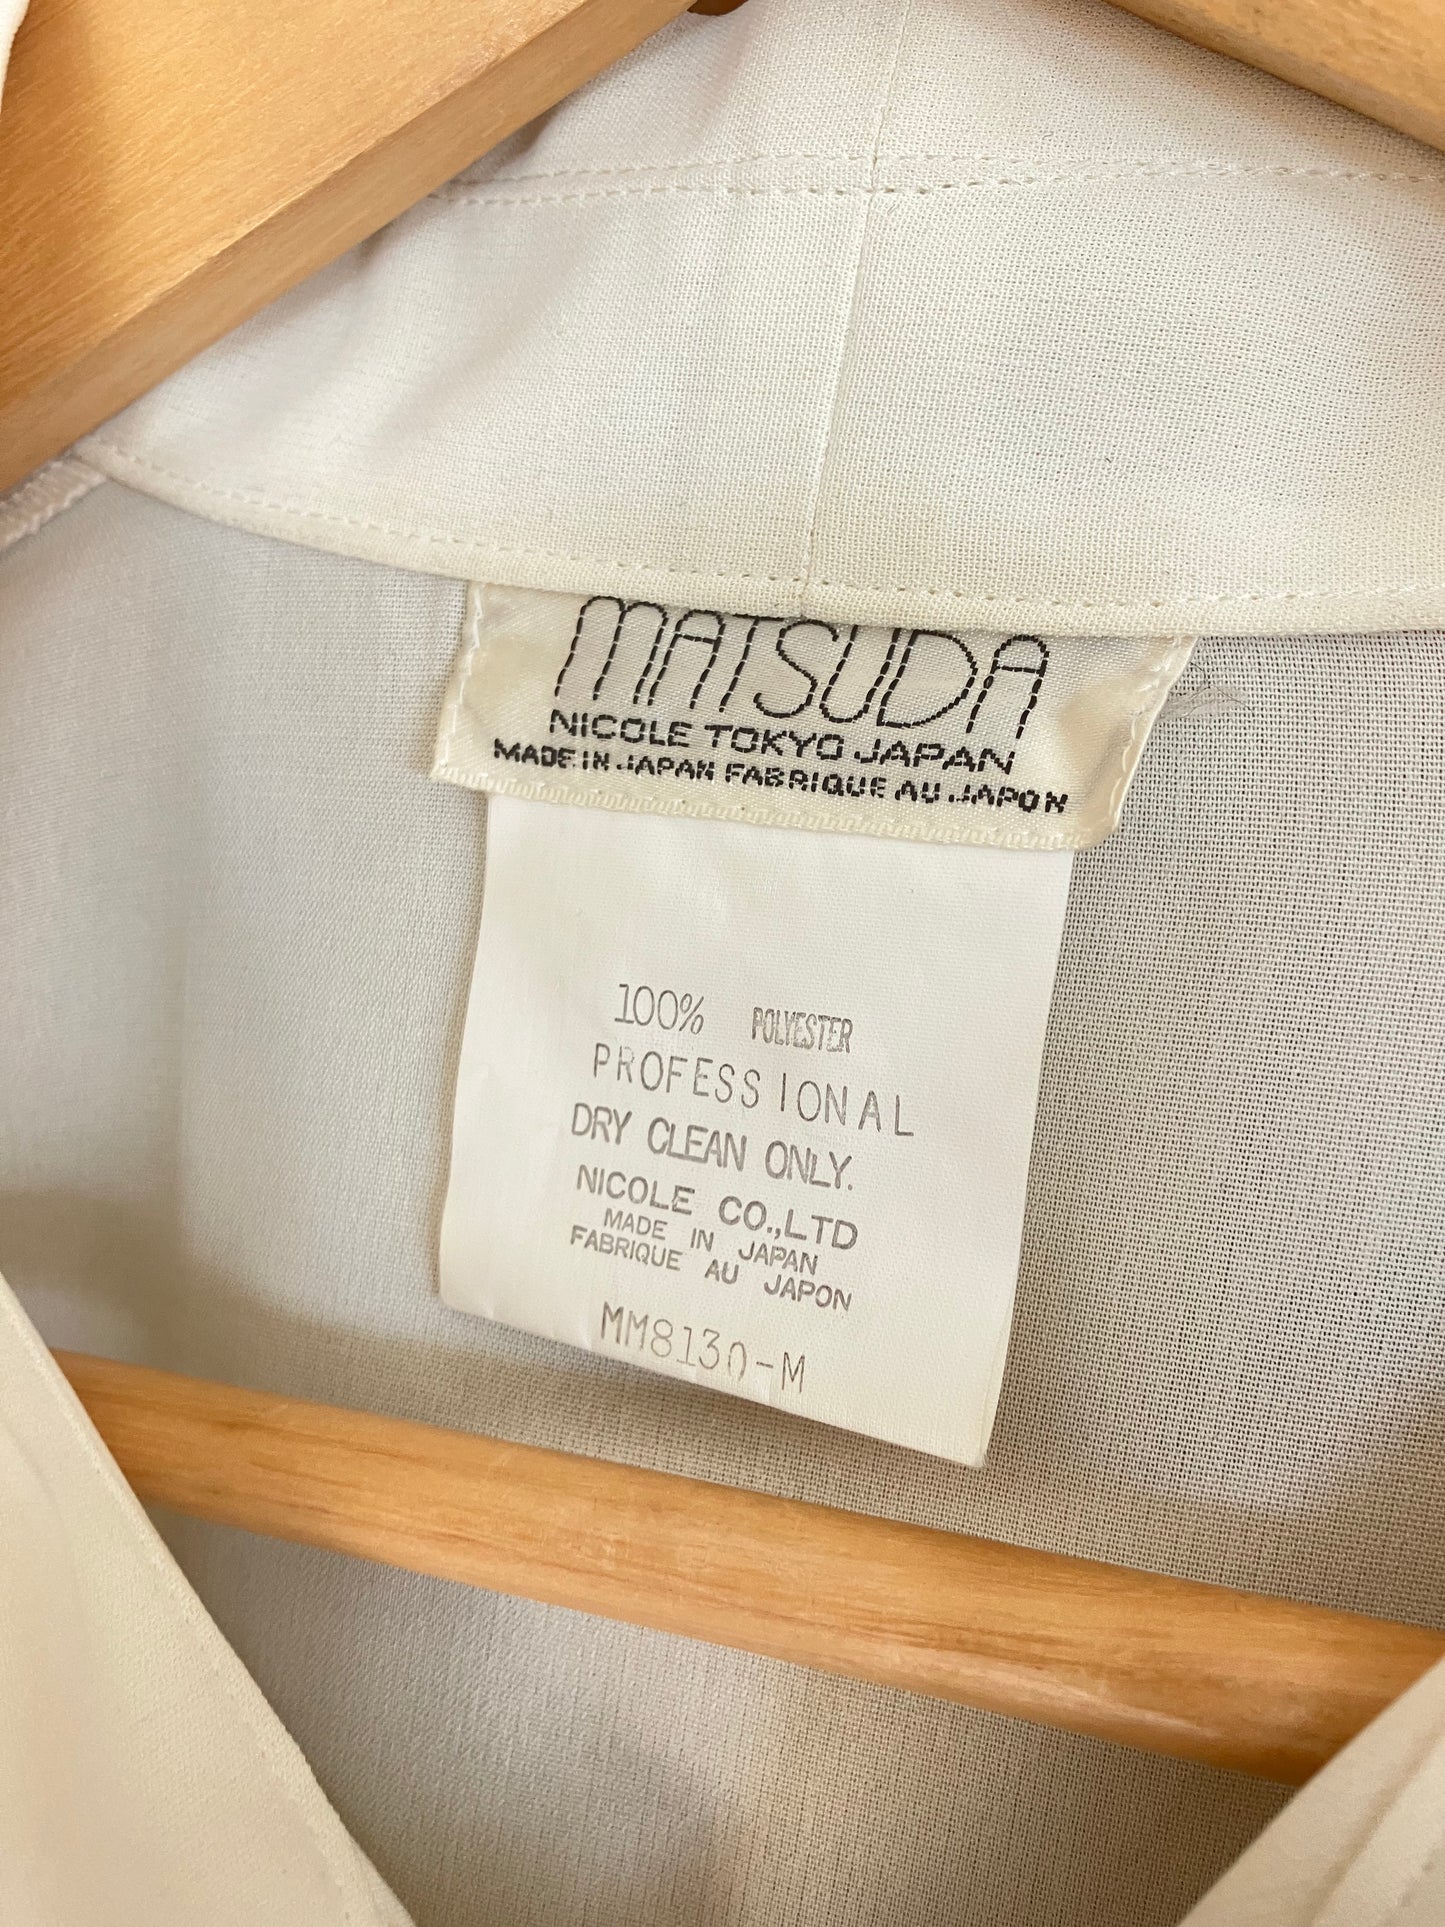 MATSUDA
NICOLE TOKYO JAPAN
MADE IN JAPAN FABRIQUE AU JAPON
100% POLYESTER
PROFESSIONAL
DRY CLEAN ONLY.
NICOLE CO.,LTD
MADE IN JAPAN
FABRIQUE AU JAPON
MM8130-M